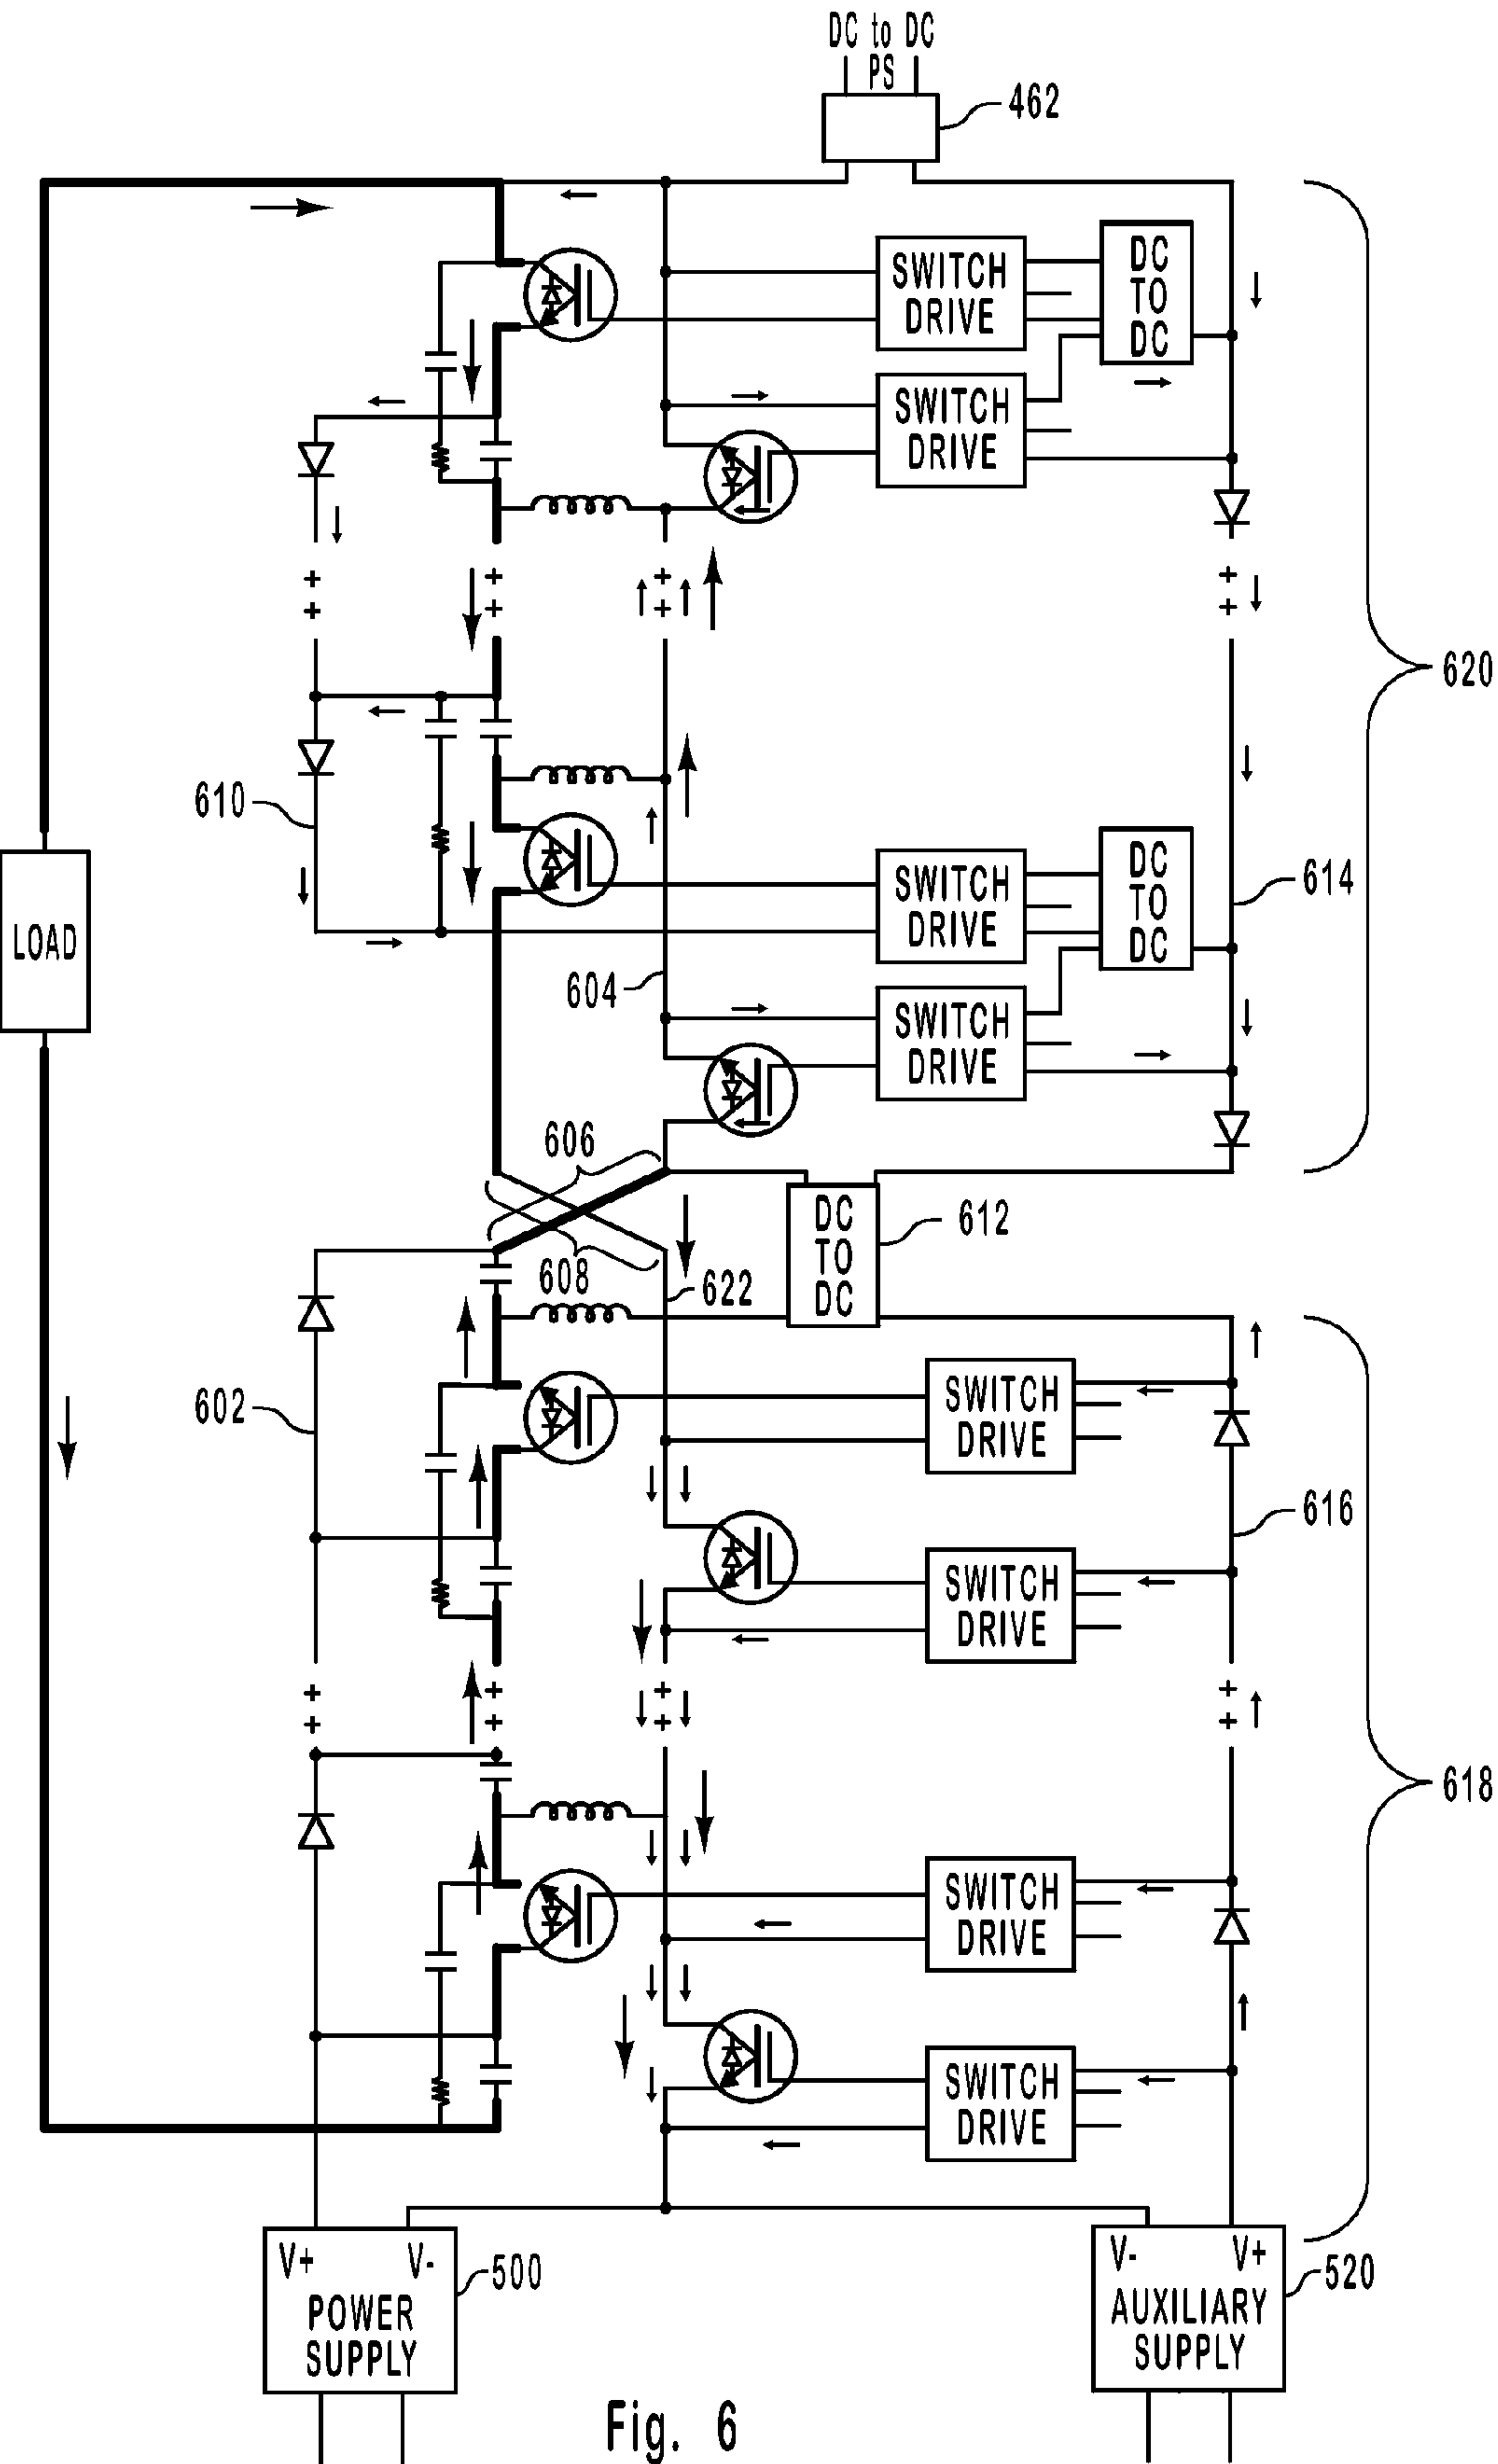 DC to DC
PS
462
SWITCH
DRIVE
DC
TO
DC
SWITCH
DRIVE
+
+
+
+
+
+
+
+
620
610
LOAD
SWITCH
DRIVE
DC
TO
DC
614
604
SWITCH
DRIVE
606
608
DC
TO
DC
612
622
602
SWITCH
DRIVE
616
SWITCH
DRIVE
+
+
+
+
+
+
+
+
618
SWITCH
DRIVE
SWITCH
DRIVE
V+ V-
POWER
SUPPLY
500
V- V+
AUXILIARY
SUPPLY
520
Fig. 6